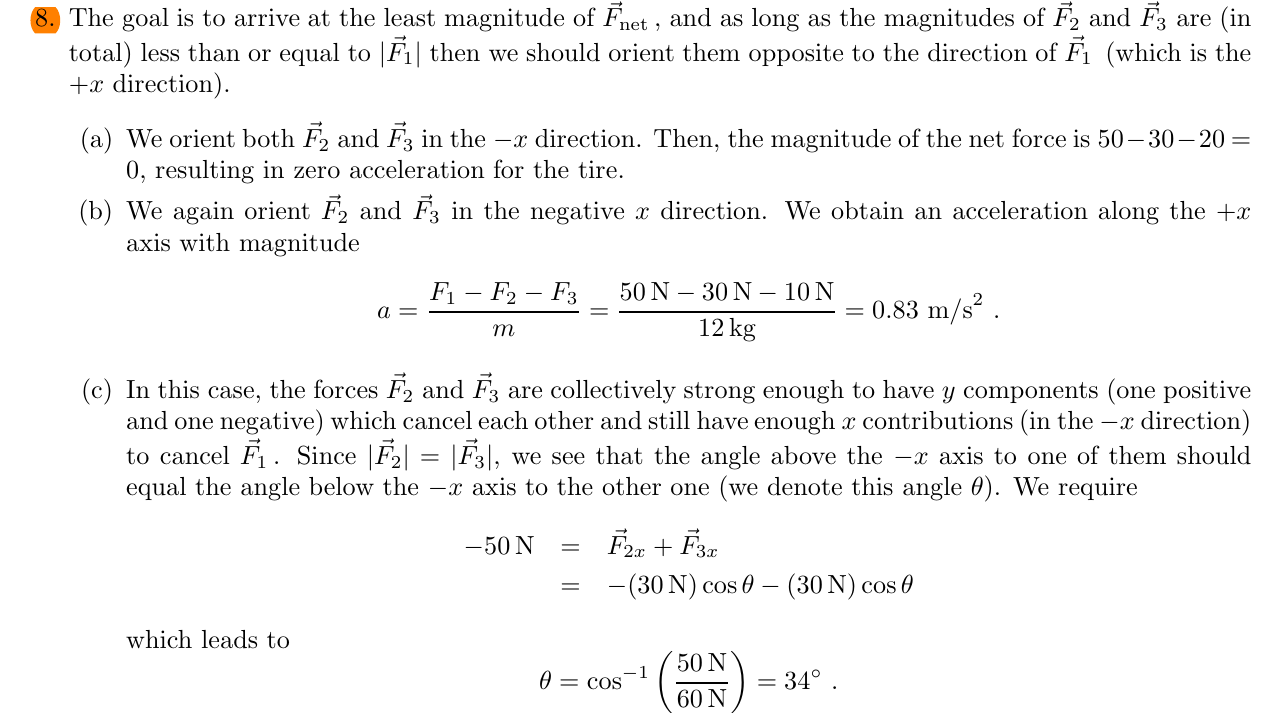 8. The goal is to arrive at the least magnitude of $\vec{F}_{\text{net}}$ , and as long as the magnitudes of $\vec{F}_2$ and $\vec{F}_3$ are (in
total) less than or equal to $|\vec{F}_1|$ then we should orient them opposite to the direction of $\vec{F}_1$ (which is the
$+x$ direction).
(a) We orient both $\vec{F}_2$ and $\vec{F}_3$ in the $-x$ direction. Then, the magnitude of the net force is $50-30-20 =$
$0$, resulting in zero acceleration for the tire.
(b) We again orient $\vec{F}_2$ and $\vec{F}_3$ in the negative $x$ direction. We obtain an acceleration along the $+x$
axis with magnitude
$a = \frac{F_1 - F_2 - F_3}{m} = \frac{50\,\text{N} - 30\,\text{N} - 10\,\text{N}}{12\,\text{kg}} = 0.83 \text{ m/s}^2$ .
(c) In this case, the forces $\vec{F}_2$ and $\vec{F}_3$ are collectively strong enough to have $y$ components (one positive
and one negative) which cancel each other and still have enough $x$ contributions (in the $-x$ direction)
to cancel $\vec{F}_1$ . Since $|\vec{F}_2| = |\vec{F}_3|$, we see that the angle above the $-x$ axis to one of them should
equal the angle below the $-x$ axis to the other one (we denote this angle $\theta$). We require
$-50\,\text{N} = \vec{F}_{2x} + \vec{F}_{3x}$
$= -(30\,\text{N})\cos\theta - (30\,\text{N})\cos\theta$
which leads to
$\theta = \cos^{-1}\left(\frac{50\,\text{N}}{60\,\text{N}}\right) = 34^\circ$ .